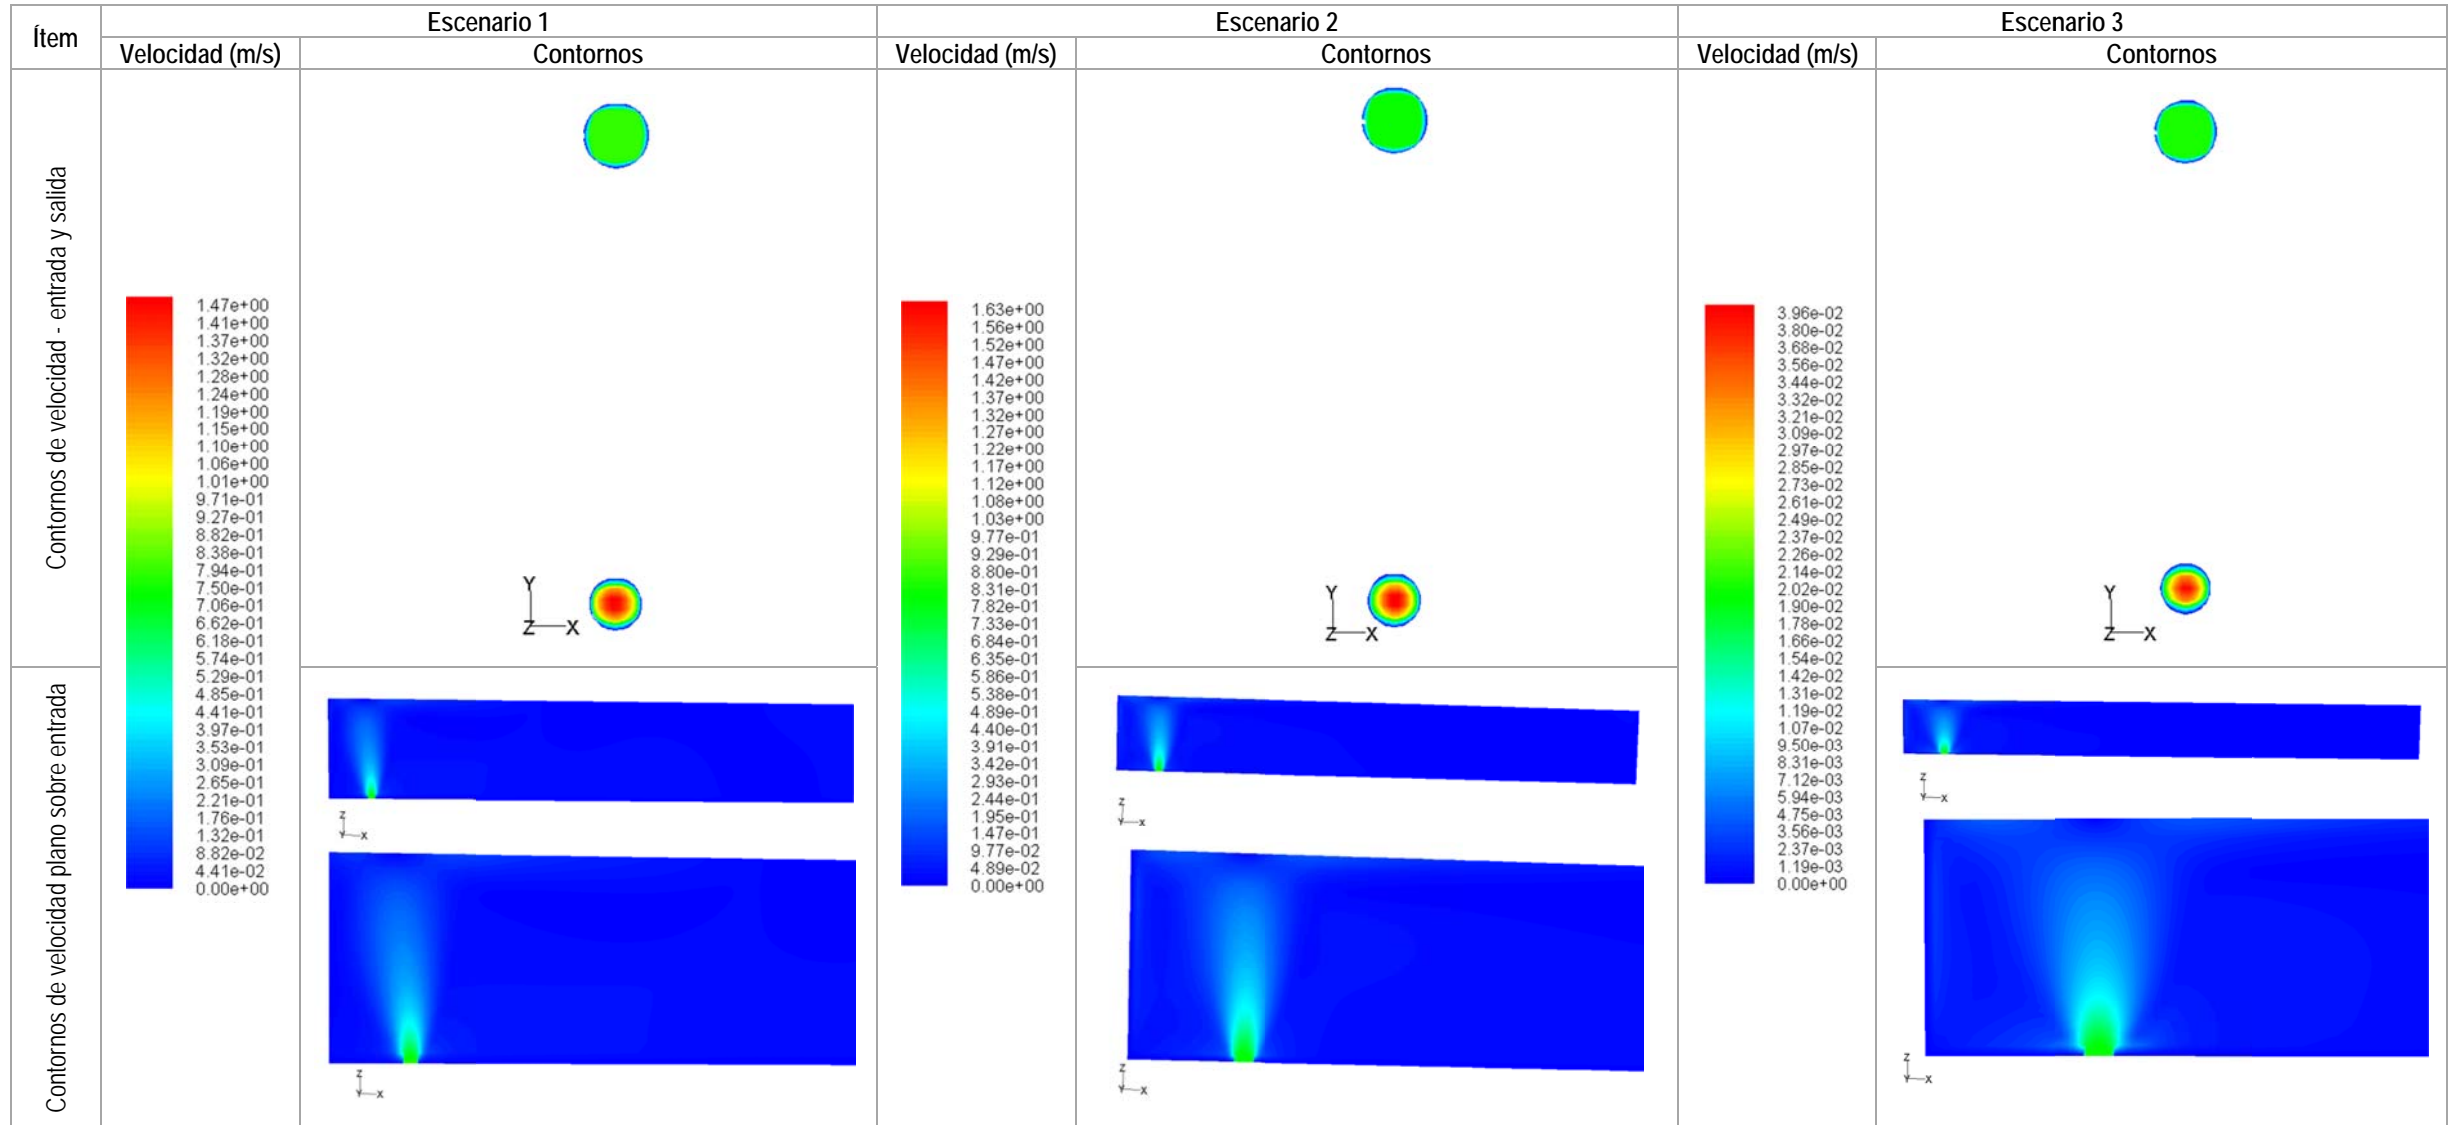 Ítem
Escenario 1
Escenario 2
Escenario 3
Velocidad (m/s)
Contornos
Velocidad (m/s)
Contornos
Velocidad (m/s)
Contornos
Contornos de velocidad - entrada y salida
1.47e+00
1.41e+00
1.37e+00
1.32e+00
1.28e+00
1.24e+00
1.19e+00
1.15e+00
1.10e+00
1.06e+00
1.01e+00
9.71e-01
9.27e-01
8.82e-01
8.38e-01
7.94e-01
7.50e-01
7.06e-01
6.62e-01
6.18e-01
5.74e-01
5.29e-01
4.85e-01
4.41e-01
3.97e-01
3.53e-01
3.09e-01
2.65e-01
2.21e-01
1.76e-01
1.32e-01
8.82e-02
4.41e-02
0.00e+00
Y
Z X
1.63e+00
1.56e+00
1.52e+00
1.47e+00
1.42e+00
1.37e+00
1.32e+00
1.27e+00
1.22e+00
1.17e+00
1.12e+00
1.08e+00
1.03e+00
9.77e-01
9.29e-01
8.80e-01
8.31e-01
7.82e-01
7.33e-01
6.84e-01
6.35e-01
5.86e-01
5.38e-01
4.89e-01
4.40e-01
3.91e-01
3.42e-01
2.93e-01
2.44e-01
1.95e-01
1.47e-01
9.77e-02
4.89e-02
0.00e+00
Y
Z X
3.96e-02
3.80e-02
3.68e-02
3.56e-02
3.44e-02
3.32e-02
3.21e-02
3.09e-02
2.97e-02
2.85e-02
2.73e-02
2.61e-02
2.49e-02
2.37e-02
2.26e-02
2.14e-02
2.02e-02
1.90e-02
1.78e-02
1.66e-02
1.54e-02
1.42e-02
1.31e-02
1.19e-02
1.07e-02
9.50e-03
8.31e-03
7.12e-03
5.94e-03
4.75e-03
3.56e-03
2.37e-03
1.19e-03
0.00e+00
Y
Z X
Contornos de velocidad plano sobre entrada
Z
Y X
Z
Y X
Z
Y X
Z
Y X
Z
Y X
Z
Y X